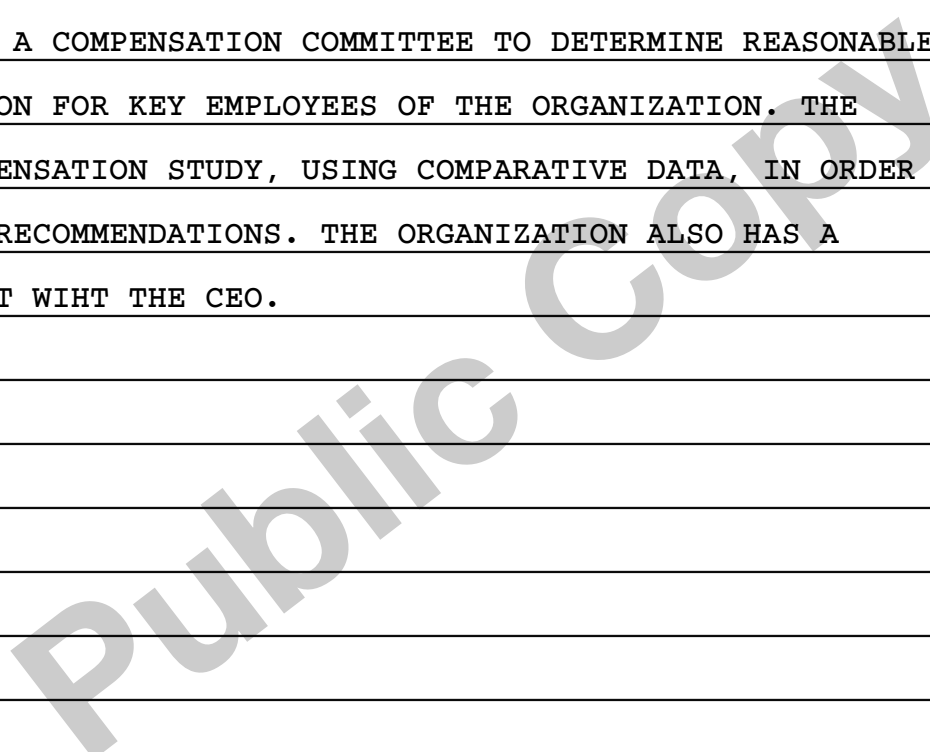 A COMPENSATION COMMITTEE TO DETERMINE REASONABLE
ON FOR KEY EMPLOYEES OF THE ORGANIZATION. THE
ENSATION STUDY, USING COMPARATIVE DATA, IN ORDER
RECOMMENDATIONS. THE ORGANIZATION ALSO HAS A
T WIHT THE CEO.
Public Copy